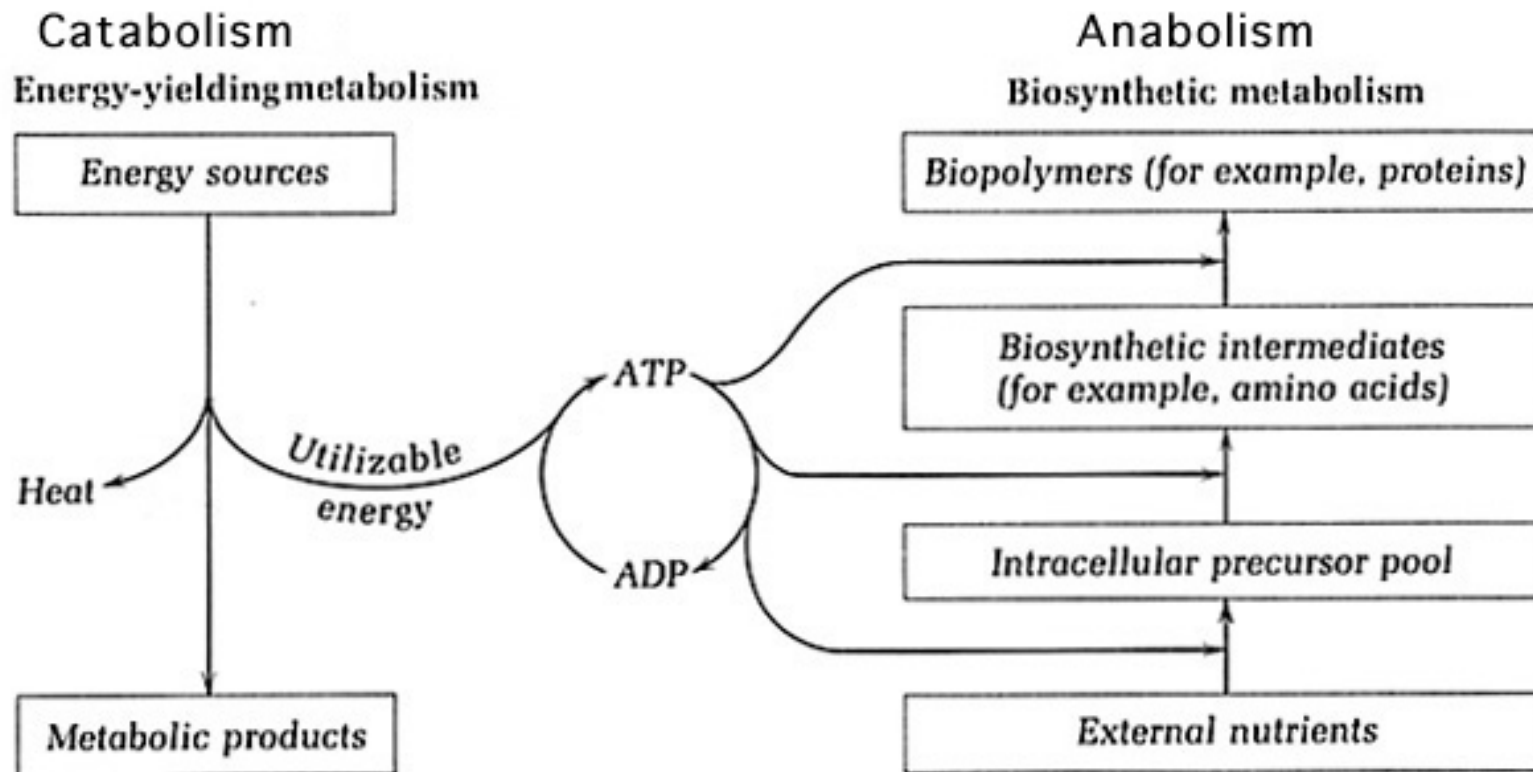 Catabolism
Energy-yielding metabolism
Energy sources
Heat
Utilizable
energy
Metabolic products
ATP
ADP
Anabolism
Biosynthetic metabolism
Biopolymers (for example, proteins)
Biosynthetic intermediates
(for example, amino acids)
Intracellular precursor pool
External nutrients